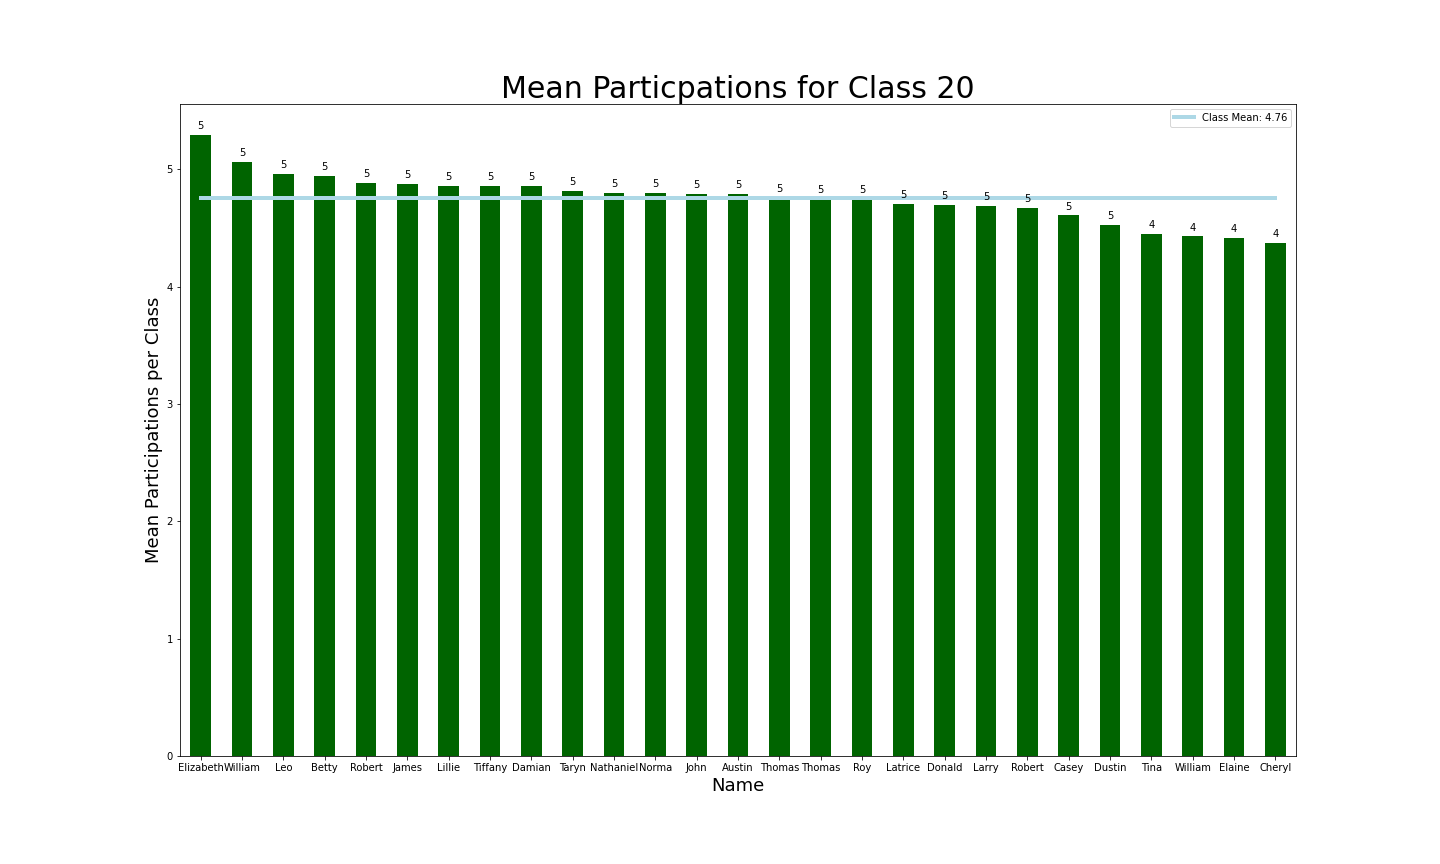 Mean Particpations for Class 20
Class Mean: 4.76
5 5 5 5 5 5 5 5 5 5 5 5 5 5 5 5 5 5 5 5 5 5 5 4 4 4 4
Mean Participations per Class
5
4
3
2
1
0
Elizabeth William Leo Betty Robert James Lillie Tiffany Damian Taryn Nathaniel Norma John Austin Thomas Thomas Roy Latrice Donald Larry Robert Casey Dustin Tina William Elaine Cheryl
Name